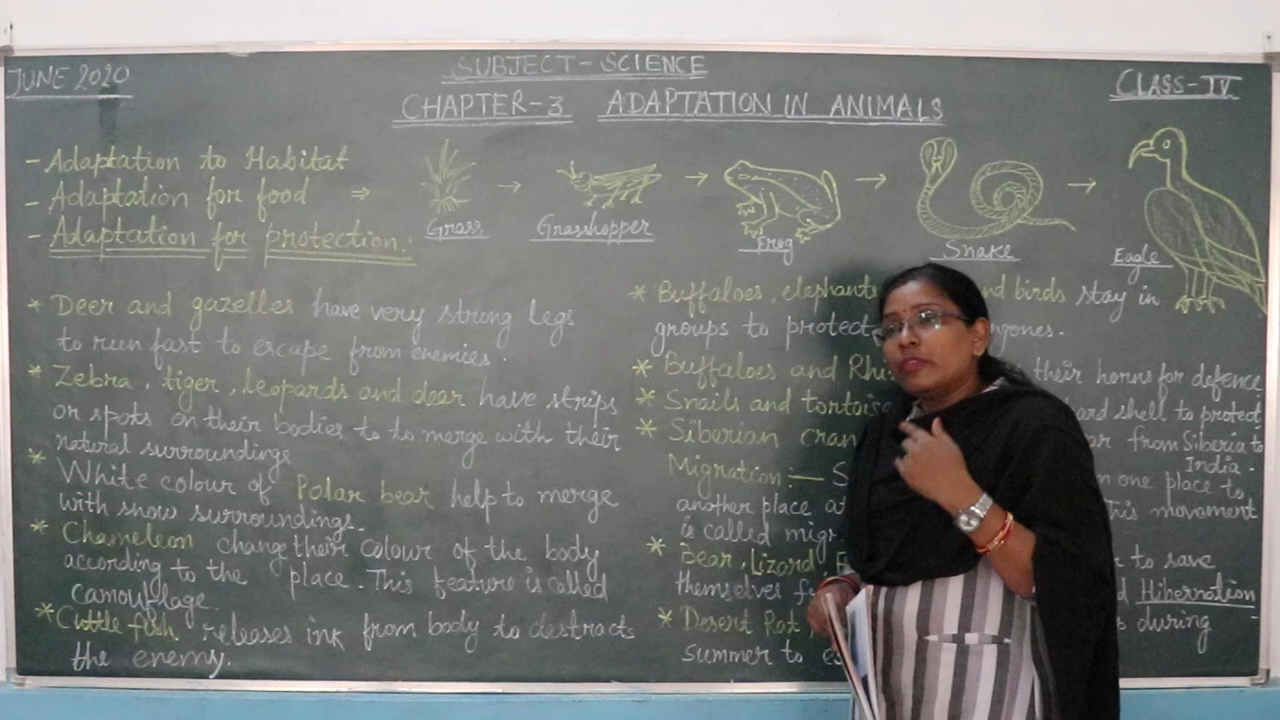 JUNE 2020
SUBJECT-SCIENCE
CLASS-IV
CHAPTER-3 ADAPTATION IN ANIMALS
- Adaptation to Habitat
- Adaptation for food ⇒
- Adaptation for protection.
Grass → Grasshopper → Frog → Snake → Eagle
* Deer and gazelles have very strong legs
to run fast to escape from enemies.
* Zebra, tiger, leopards and dear have strips
or spots on their bodies to to merge with their
natural surroundings
* White colour of Polar bear help to merge
with snow surroundings.
* Chameleon change their colour of the body
according to the place. This feature is called
camouflage.
* Cuttle fish releases ink from body to destracts
the enemy.
* Buffaloes, elephants and birds stay in
groups to protect
* Buffaloes and their horns for defence
* Snails and shell to protect
* Siberian from Siberia to
India.
Migration :- one place to
another place This movement
is called
* Bear, Lizard to save
themselves Hibernation
* Desert Rat, during
summer to